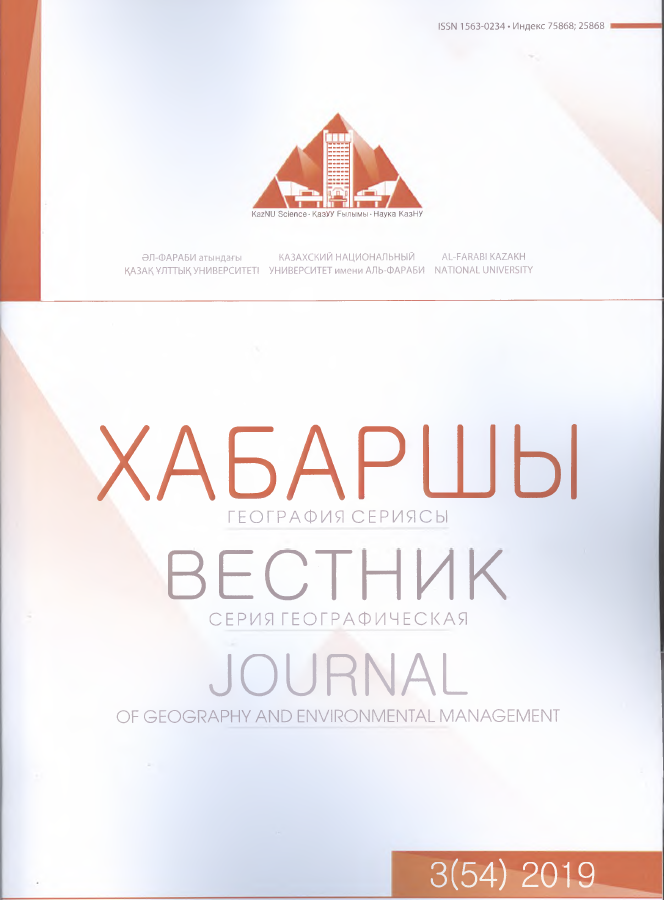 ISSN 1563-0234 • Индекс 75868; 25868
KazNU Science · ҚазҰУ Ғылымы · Наука КазНУ
ӘЛ-ФАРАБИ атындағы
ҚАЗАҚ ҰЛТТЫҚ УНИВЕРСИТЕТІ
КАЗАХСКИЙ НАЦИОНАЛЬНЫЙ
УНИВЕРСИТЕТ имени АЛЬ-ФАРАБИ
AL-FARABI KAZAKH
NATIONAL UNIVERSITY
ХАБАРШЫ
ГЕОГРАФИЯ СЕРИЯСЫ
ВЕСТНИК
СЕРИЯ ГЕОГРАФИЧЕСКАЯ
JOURNAL
OF GEOGRAPHY AND ENVIRONMENTAL MANAGEMENT
3(54) 2019